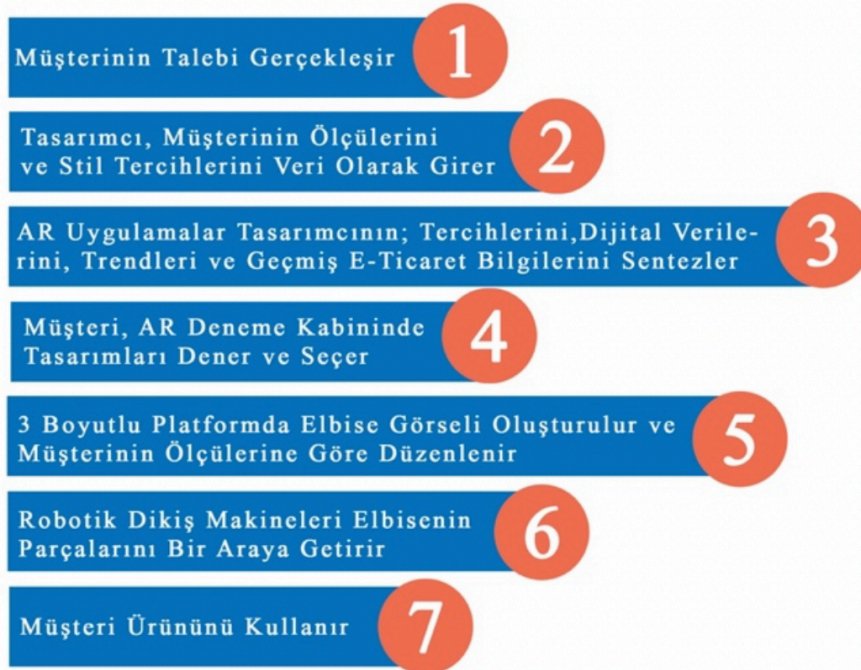 Müşterinin Talebi Gerçekleşir
1
Tasarımcı, Müşterinin Ölçülerini
ve Stil Tercihlerini Veri Olarak Girer
2
AR Uygulamalar Tasarımcının; Tercihlerini,Dijital Verile-
rini, Trendleri ve Geçmiş E-Ticaret Bilgilerini Sentezler
3
Müşteri, AR Deneme Kabininde
Tasarımları Dener ve Seçer
4
3 Boyutlu Platformda Elbise Görseli Oluşturulur ve
Müşterinin Ölçülerine Göre Düzenlenir
5
Robotik Dikiş Makineleri Elbisenin
Parçalarını Bir Araya Getirir
6
Müşteri Ürününü Kullanır
7